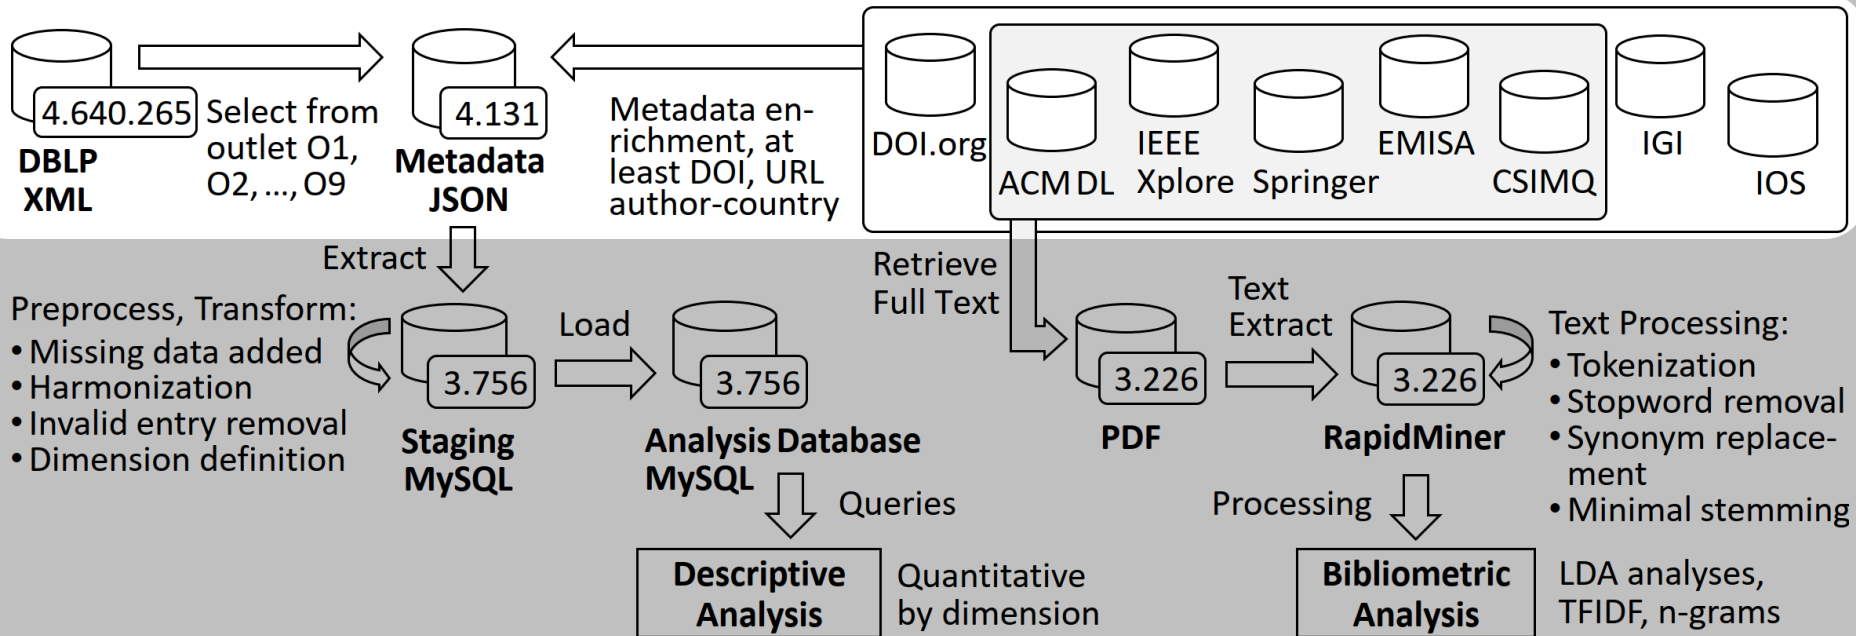 4.640.265
DBLP
XML
Select from
outlet O1,
O2, ..., O9
4.131
Metadata
JSON
Metadata en-
richment, at
least DOI, URL
author-country
DOI.org
ACM DL
IEEE
Xplore
Springer
EMISA
CSIMQ
IGI
IOS
Extract
Preprocess, Transform:
• Missing data added
• Harmonization
• Invalid entry removal
• Dimension definition
3.756
Staging
MySQL
Load
3.756
Analysis Database
MySQL
Queries
Descriptive
Analysis
Quantitative
by dimension
Retrieve
Full Text
3.226
PDF
Text
Extract
3.226
RapidMiner
Text Processing:
• Tokenization
• Stopword removal
• Synonym replace-
ment
• Minimal stemming
Processing
Bibliometric
Analysis
LDA analyses,
TFIDF, n-grams